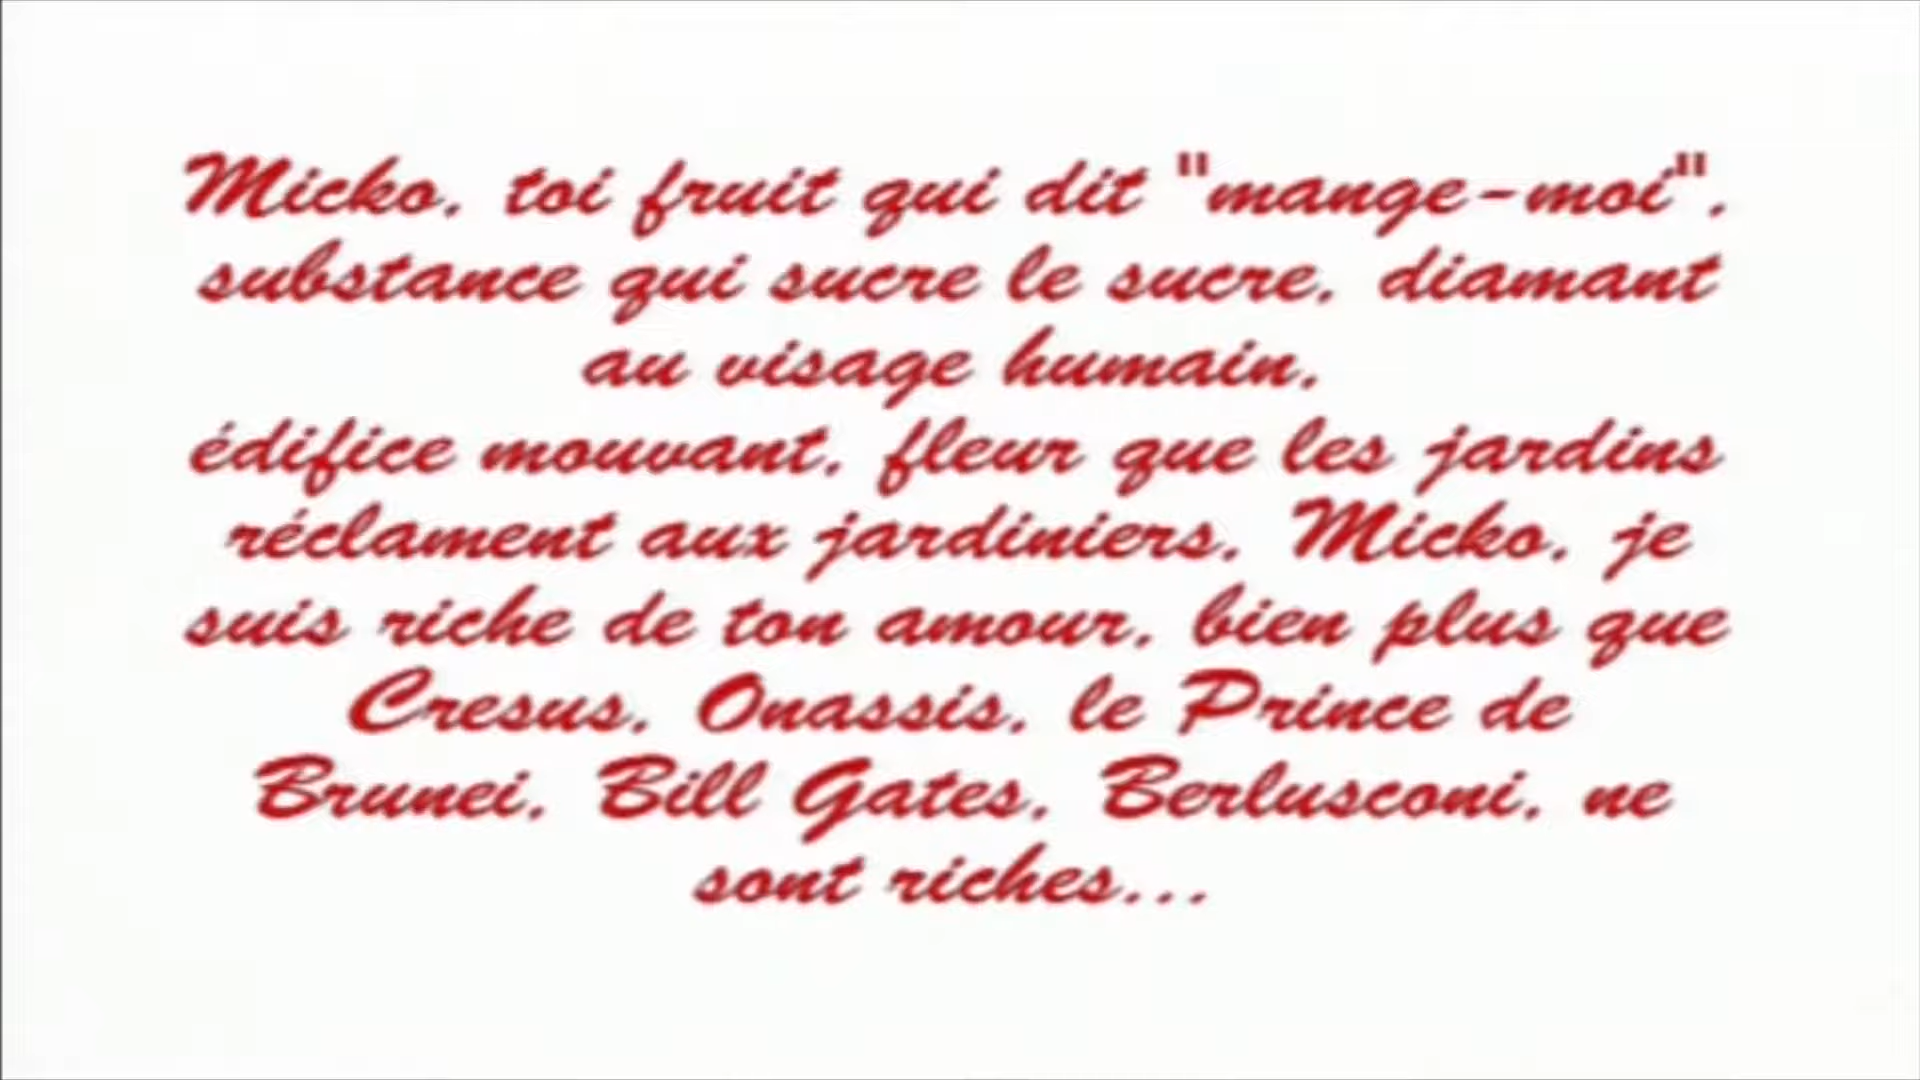 Micko, toi fruit qui dit "mange-moi",
substance qui sucre le sucre, diamant
au visage humain,
édifice mouvant, fleur que les jardins
réclament aux jardiniers, Micko, je
suis riche de ton amour, bien plus que
Cresus, Onassis, le Prince de
Brunei, Bill Gates, Berlusconi, ne
sont riches...